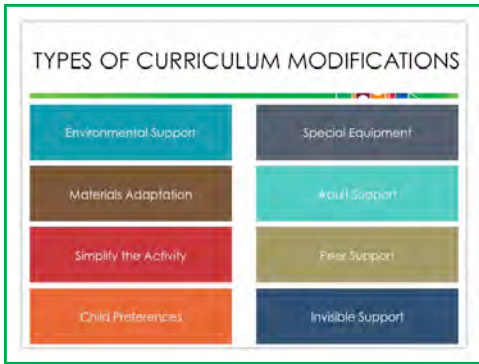 TYPES OF CURRICULUM MODIFICATIONS
Environmental Support
Special Equipment
Materials Adaptation
Adult Support
Simplify the Activity
Peer Support
Child Preferences
Invisible Support